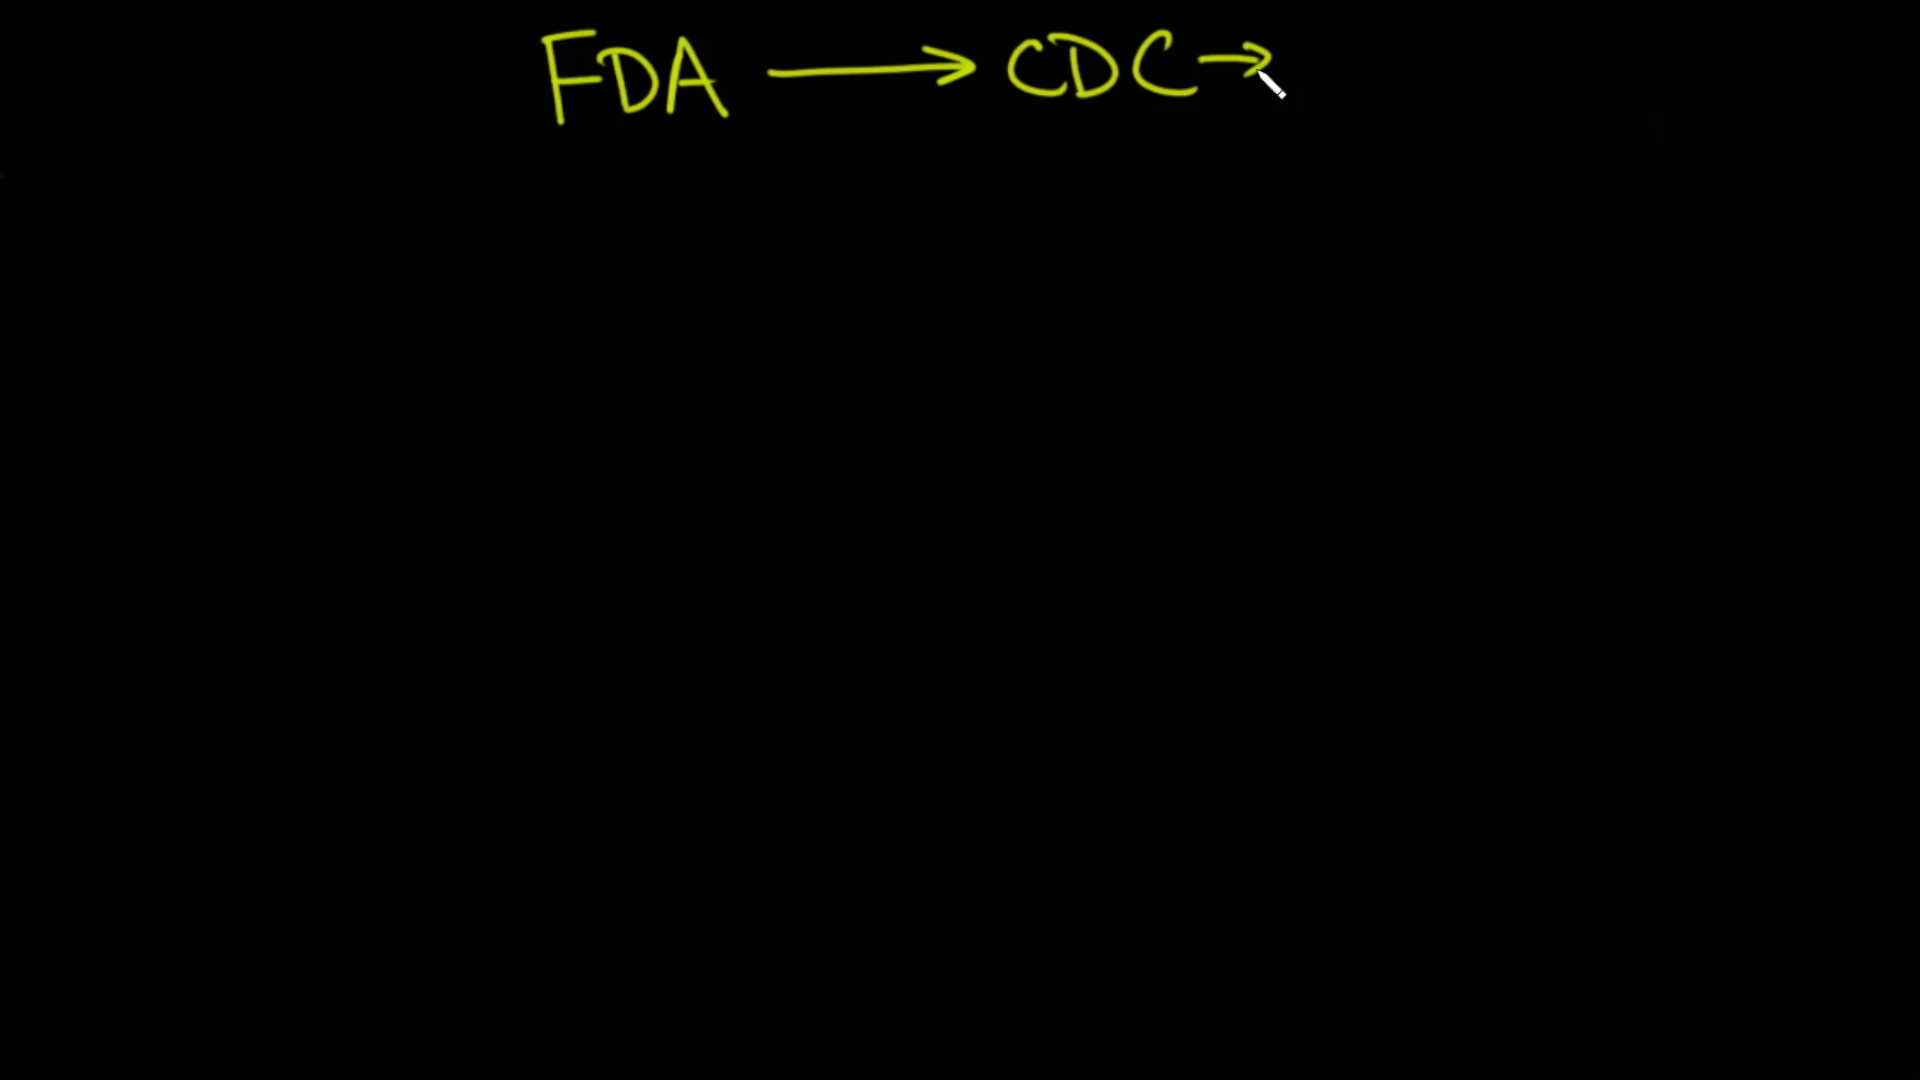 FDA → CDC →